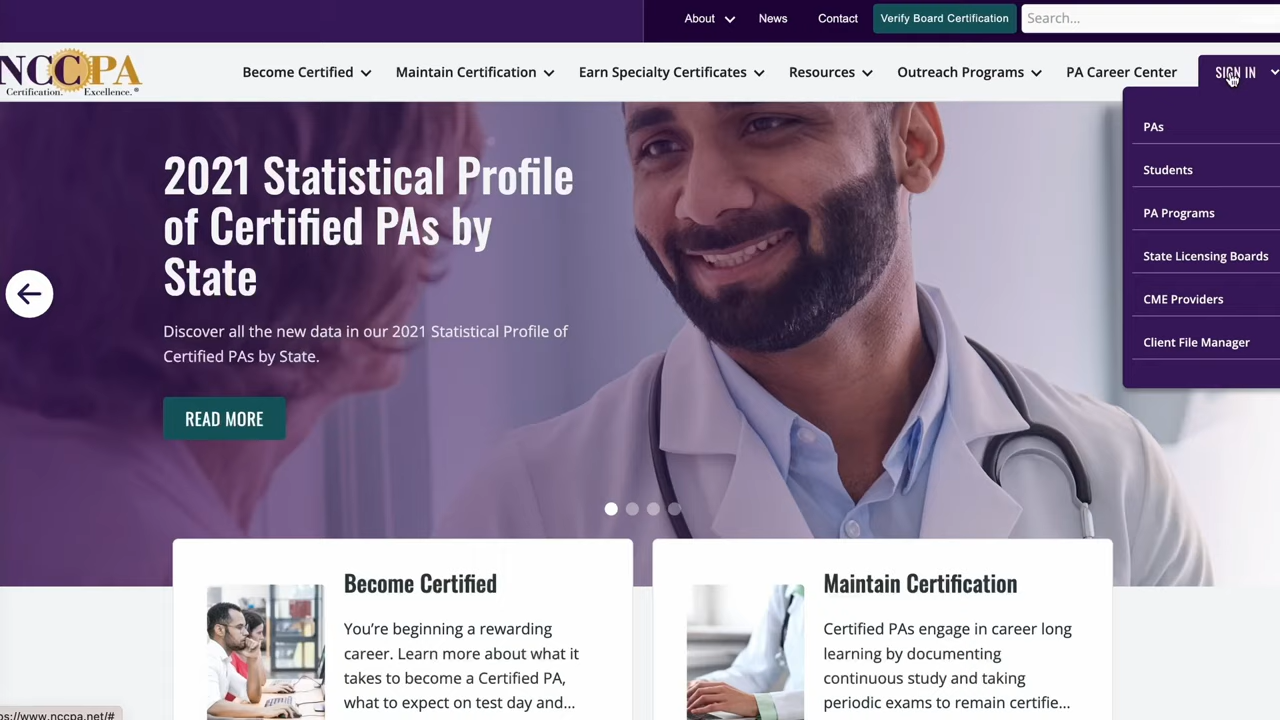 About
News
Contact
Verify Board Certification
Search...
NCCPA
Certification. Excellence.®
Become Certified
Maintain Certification
Earn Specialty Certificates
Resources
Outreach Programs
PA Career Center
SIGN IN
PAs
Students
PA Programs
State Licensing Boards
CME Providers
Client File Manager
2021 Statistical Profile
of Certified PAs by
State
Discover all the new data in our 2021 Statistical Profile of
Certified PAs by State.
READ MORE
Become Certified
You’re beginning a rewarding
career. Learn more about what it
takes to become a Certified PA,
what to expect on test day and...
Maintain Certification
Certified PAs engage in career long
learning by documenting
continuous study and taking
periodic exams to remain certifie...
ps://www.nccpa.net/#